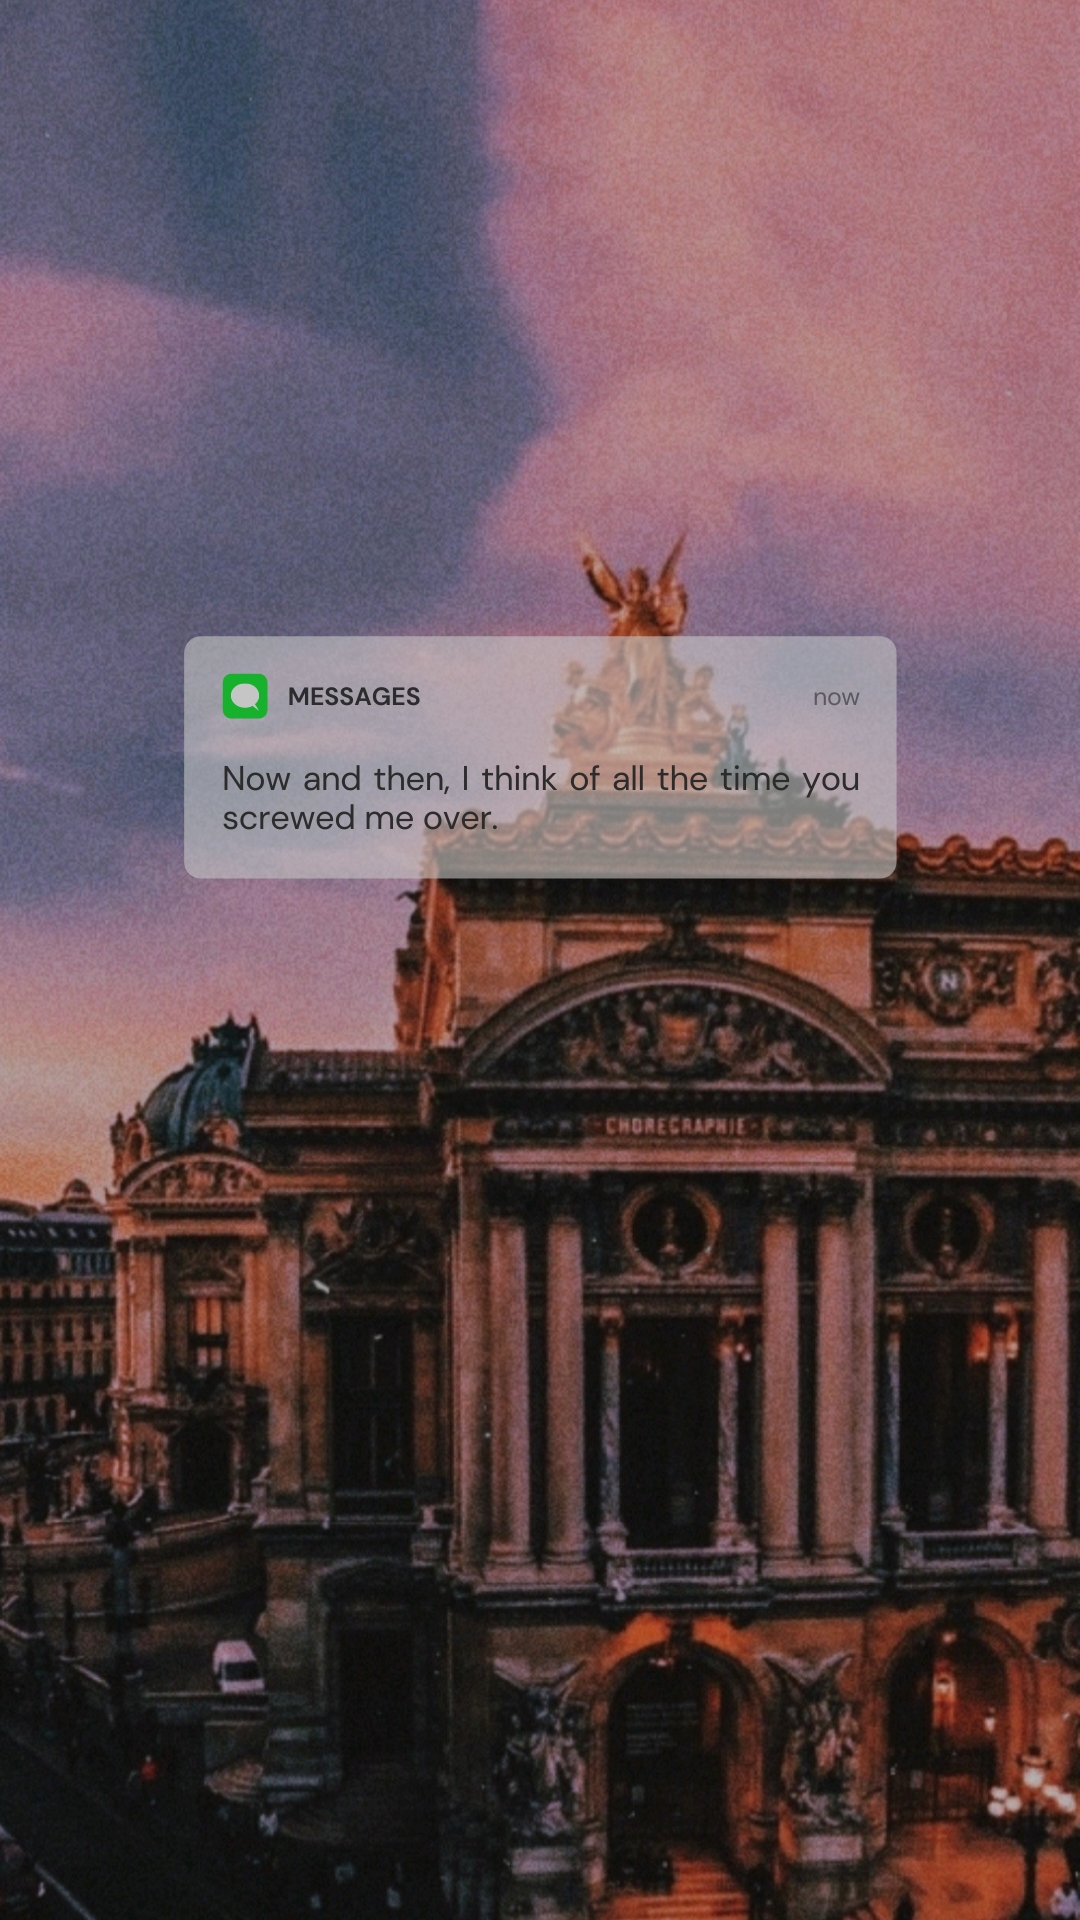 MESSAGES
now
Now and then, I think of all the time you
screwed me over.
N
CHOREGRAPHIE